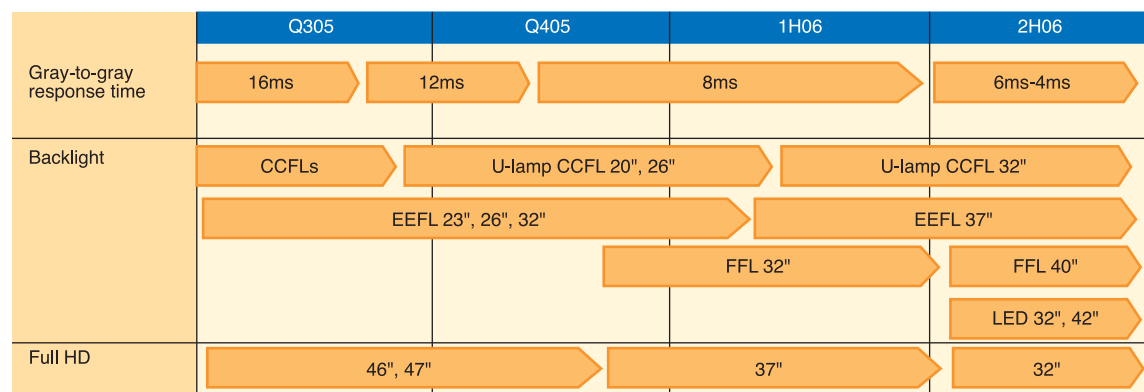 Q305 Q405 1H06 2H06
Gray-to-gray
response time
16ms 12ms 8ms 6ms-4ms
Backlight
CCFLs U-lamp CCFL 20", 26" U-lamp CCFL 32"
EEFL 23", 26", 32" EEFL 37"
FFL 32" FFL 40"
LED 32", 42"
Full HD
46", 47" 37" 32"